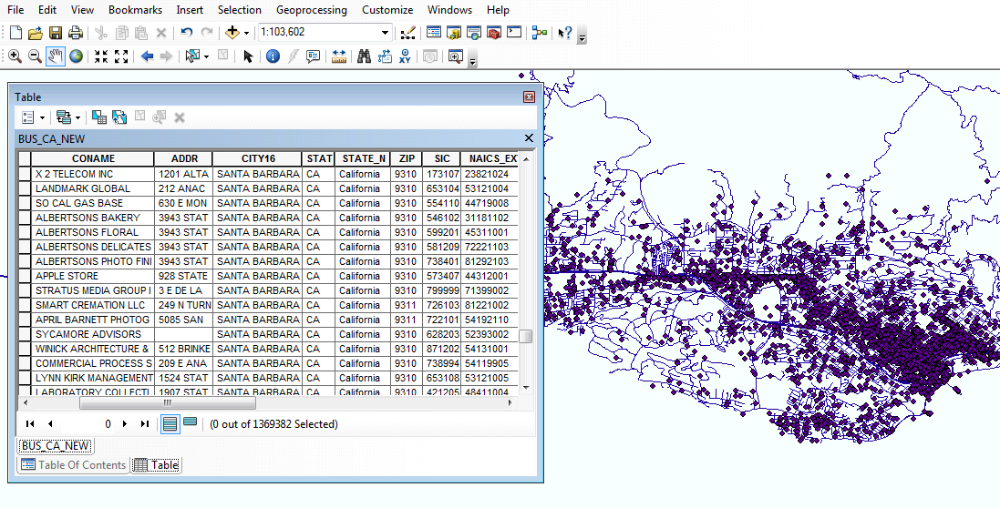 File Edit View Bookmarks Insert Selection Geoprocessing Customize Windows Help
1:103,602
Table
BUS_CA_NEW
CONAME ADDR CITY16 STAT STATE_N ZIP SIC NAICS_EX
X 2 TELECOM INC 1201 ALTA SANTA BARBARA CA California 9310 173107 23821024
LANDMARK GLOBAL 212 ANAC SANTA BARBARA CA California 9310 653104 53121004
SO CAL GAS BASE 630 E MON SANTA BARBARA CA California 9310 554110 44719008
ALBERTSONS BAKERY 3943 STAT SANTA BARBARA CA California 9310 546102 31181102
ALBERTSONS FLORAL 3943 STAT SANTA BARBARA CA California 9310 599201 45311001
ALBERTSONS DELICATES 3943 STAT SANTA BARBARA CA California 9310 581209 72221103
ALBERTSONS PHOTO FINI 3943 STAT SANTA BARBARA CA California 9310 738401 81292103
APPLE STORE 928 STATE SANTA BARBARA CA California 9310 573407 44312001
STRATUS MEDIA GROUP I 3 E DE LA SANTA BARBARA CA California 9310 799999 71399002
SMART CREMATION LLC 249 N TURN SANTA BARBARA CA California 9311 726103 81221002
APRIL BARNETT PHOTOG 5085 SAN SANTA BARBARA CA California 9311 722101 54192110
SYCAMORE ADVISORS SANTA BARBARA CA California 9310 628203 52393002
WINICK ARCHITECTURE & 512 BRINKE SANTA BARBARA CA California 9310 871202 54131001
COMMERCIAL PROCESS S 209 E ANA SANTA BARBARA CA California 9310 738994 54119905
LYNN KIRK MANAGEMENT 1524 STAT SANTA BARBARA CA California 9310 653108 53121005
LABORATORY COLLECTI 1907 STAT SANTA BARBARA CA California 9310 421205 48411004
0 (0 out of 1369382 Selected)
BUS_CA_NEW
Table Of Contents Table